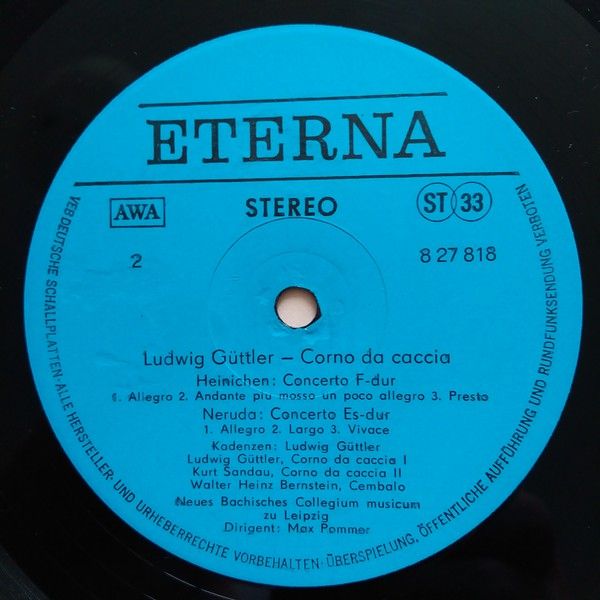 ETERNA
AWA
STEREO
ST 33
2
8 27 818
Ludwig Güttler – Corno da caccia
Heinichen: Concerto F-dur
1. Allegro 2. Andante piu mosso un poco allegro 3. Presto
Neruda: Concerto Es-dur
1. Allegro 2. Largo 3. Vivace
Kadenzen: Ludwig Güttler
Ludwig Güttler, Corno da caccia I
Kurt Sandau, Corno da caccia II
Walter Heinz Bernstein, Cembalo
Neues Bachisches Collegium musicum
zu Leipzig
Dirigent: Max Pommer
VEB DEUTSCHE SCHALLPLATTEN · ALLE HERSTELLER- UND URHEBERRECHTE VORBEHALTEN · ÜBERSPIELUNG, ÖFFENTLICHE AUFFÜHRUNG UND RUNDFUNKSENDUNG VERBOTEN